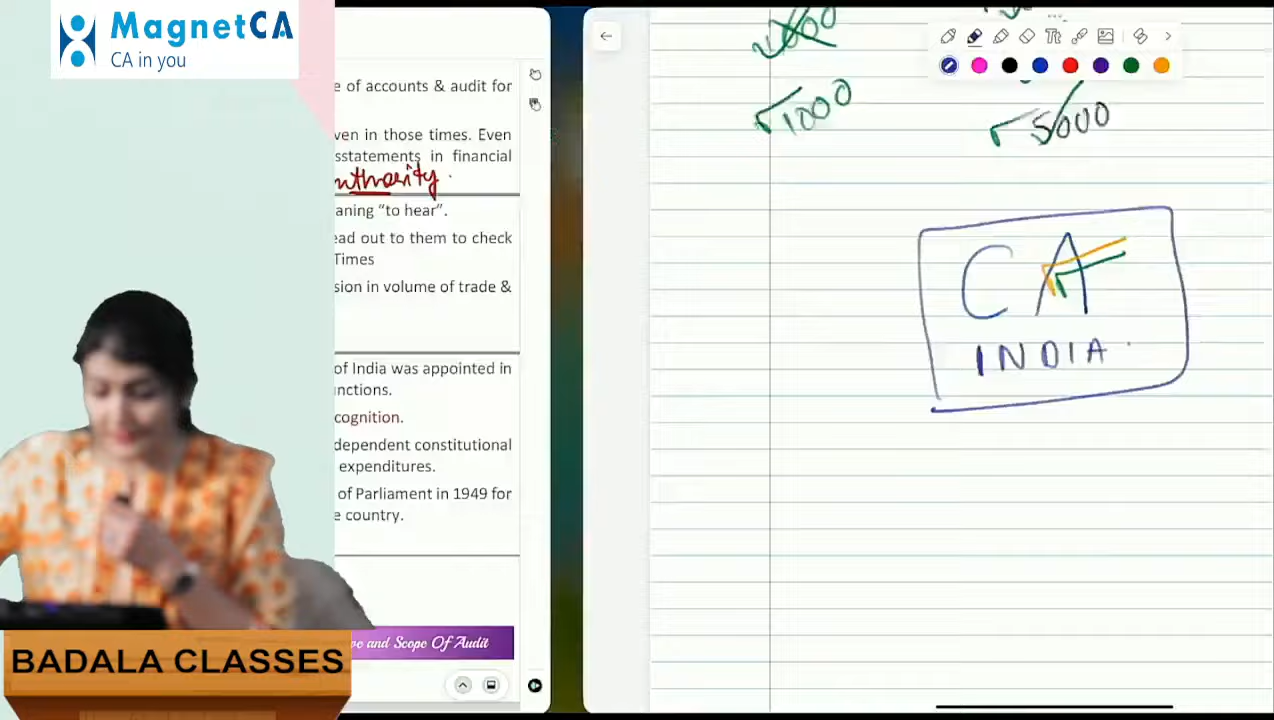 MagnetCA
CA in you
e of accounts & audit for
ven in those times. Even
sstatements in financial
uthority.
aning “to hear”.
ead out to them to check
Times
sion in volume of trade &
of India was appointed in
nctions.
cognition.
dependent constitutional
expenditures.
of Parliament in 1949 for
e country.
ve and Scope Of Audit
BADALA CLASSES
1000
5000
CA
INDIA